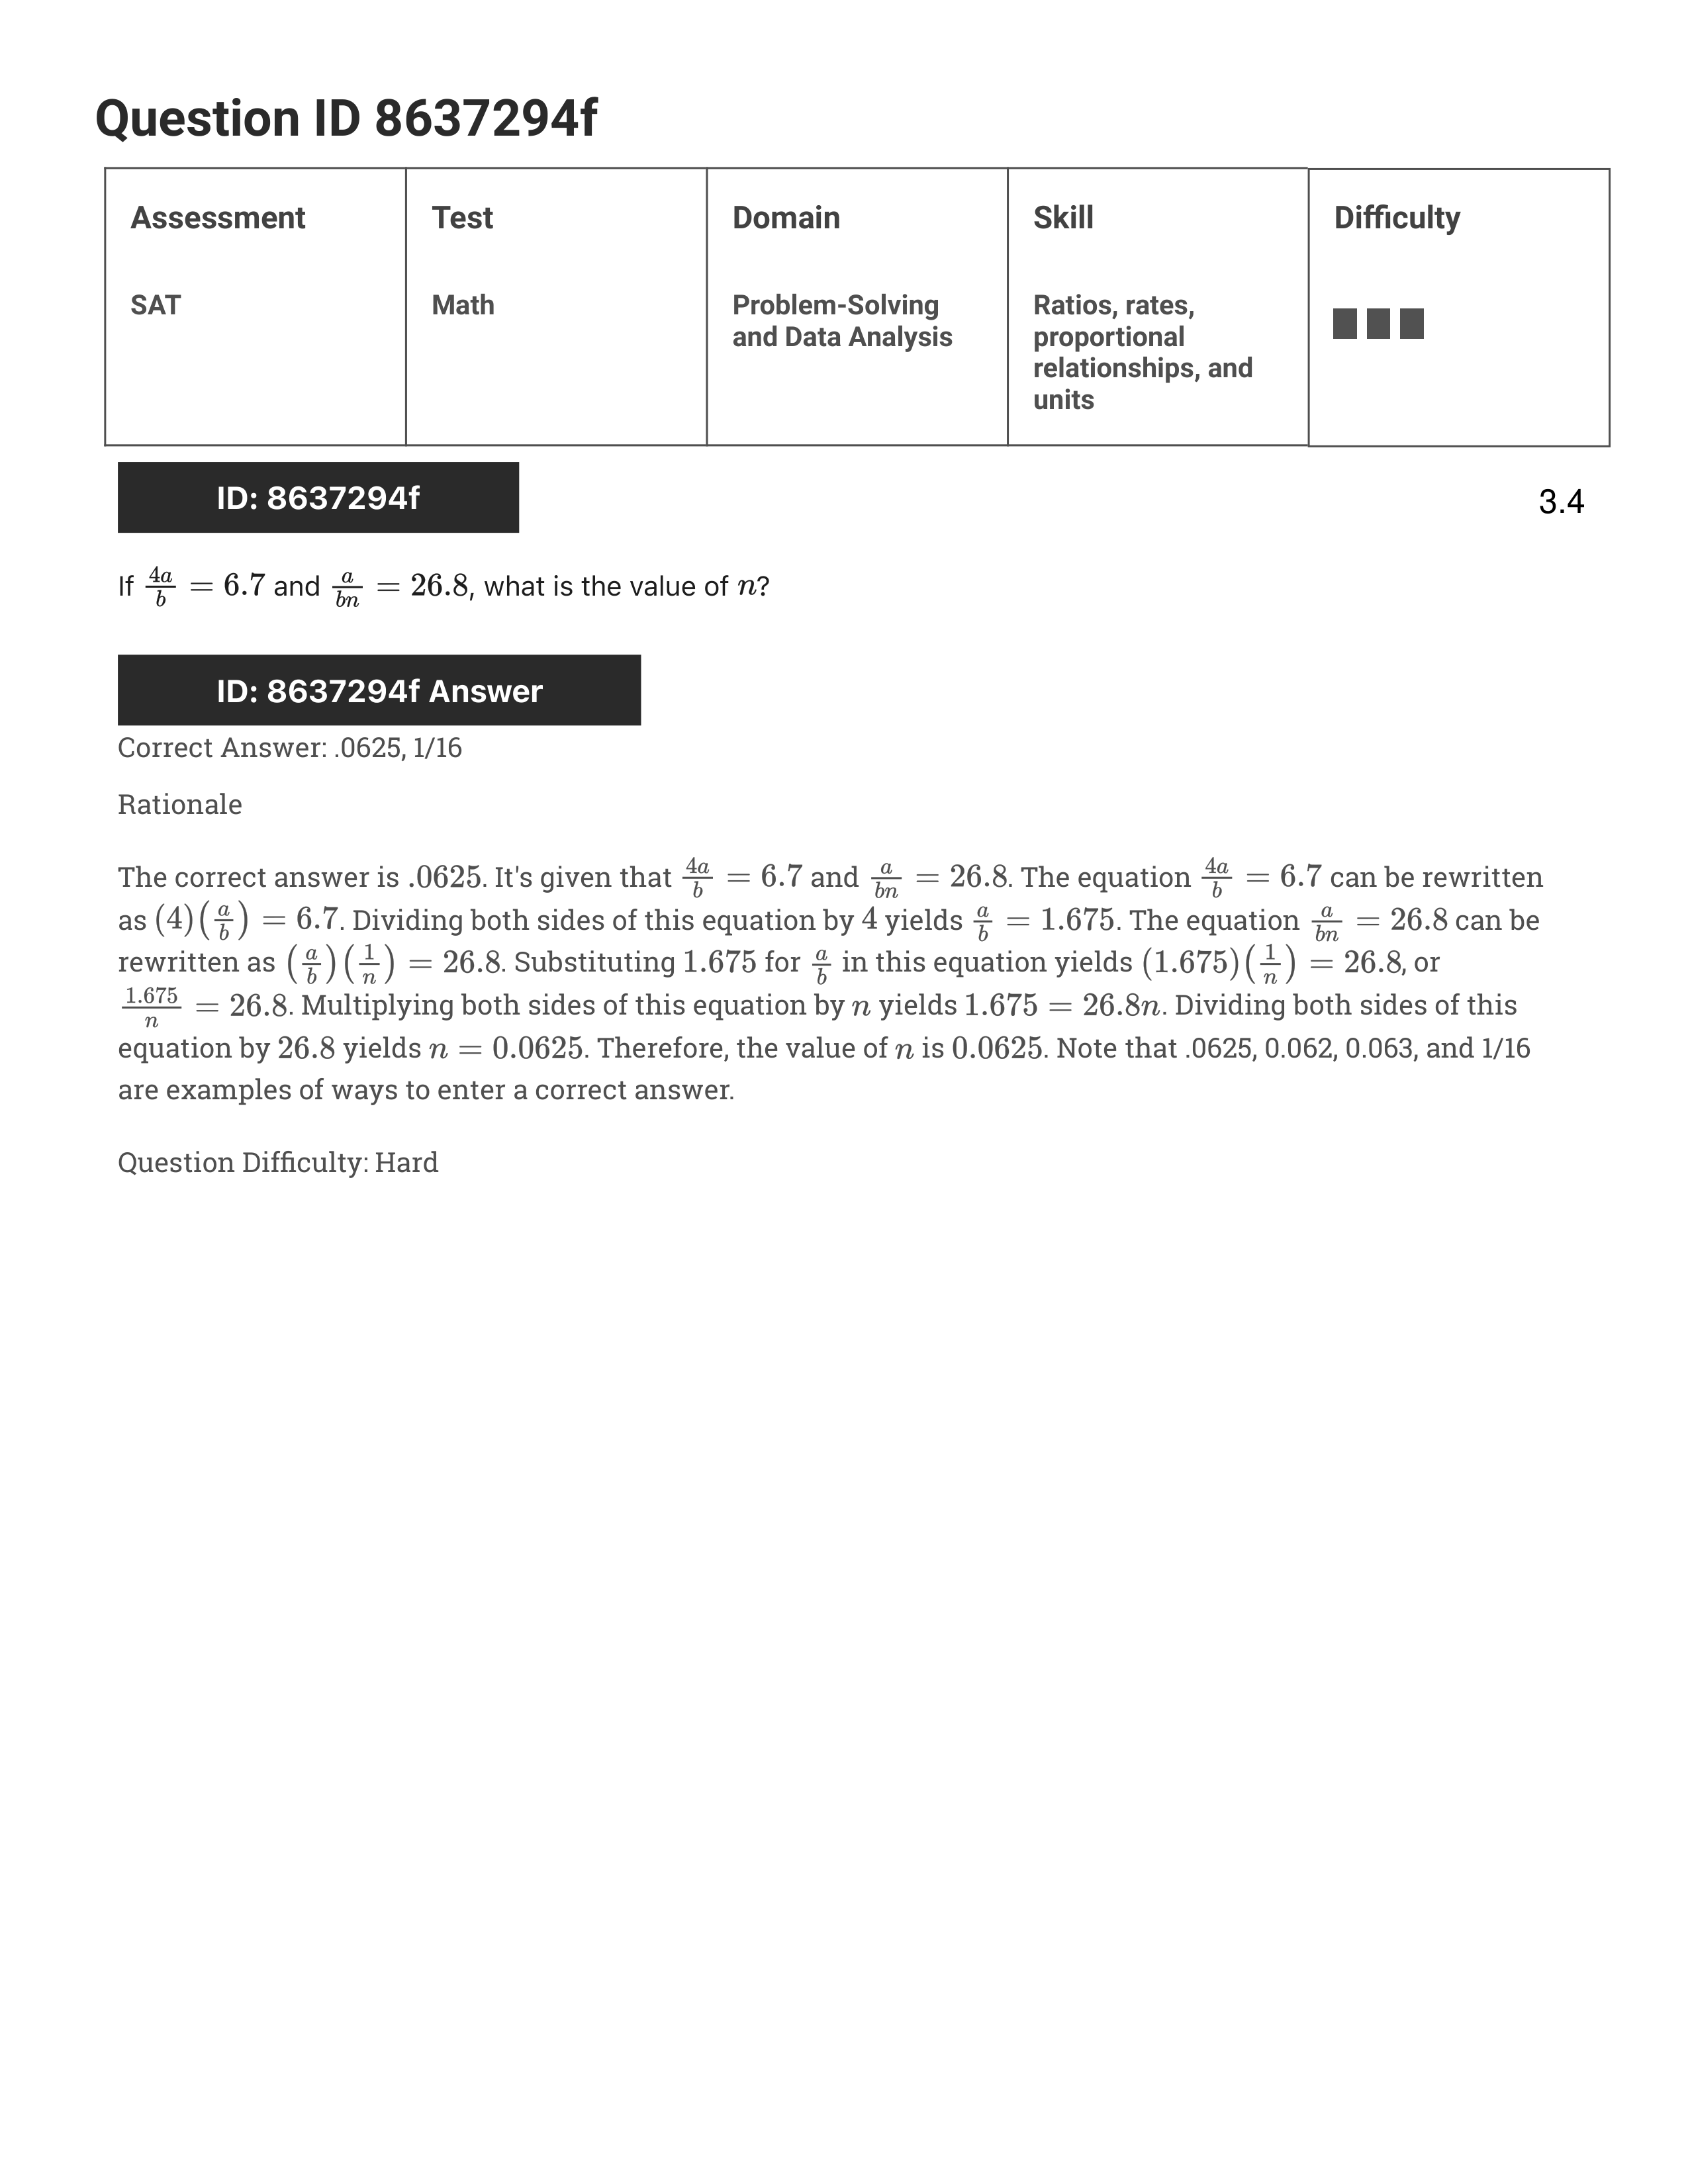 Question ID 8637294f
Assessment
Test
Domain
Skill
Difficulty
SAT
Math
Problem-Solving
and Data Analysis
Ratios, rates,
proportional
relationships, and
units
ID: 8637294f
3.4
If \frac{4a}{b} = 6.7 and \frac{a}{bn} = 26.8, what is the value of n?
ID: 8637294f Answer
Correct Answer: .0625, 1/16
Rationale
The correct answer is .0625. It's given that \frac{4a}{b} = 6.7 and \frac{a}{bn} = 26.8. The equation \frac{4a}{b} = 6.7 can be rewritten
as (4)(\frac{a}{b}) = 6.7. Dividing both sides of this equation by 4 yields \frac{a}{b} = 1.675. The equation \frac{a}{bn} = 26.8 can be
rewritten as (\frac{a}{b})(\frac{1}{n}) = 26.8. Substituting 1.675 for \frac{a}{b} in this equation yields (1.675)(\frac{1}{n}) = 26.8, or
\frac{1.675}{n} = 26.8. Multiplying both sides of this equation by n yields 1.675 = 26.8n. Dividing both sides of this
equation by 26.8 yields n = 0.0625. Therefore, the value of n is 0.0625. Note that .0625, 0.062, 0.063, and 1/16
are examples of ways to enter a correct answer.
Question Difficulty: Hard